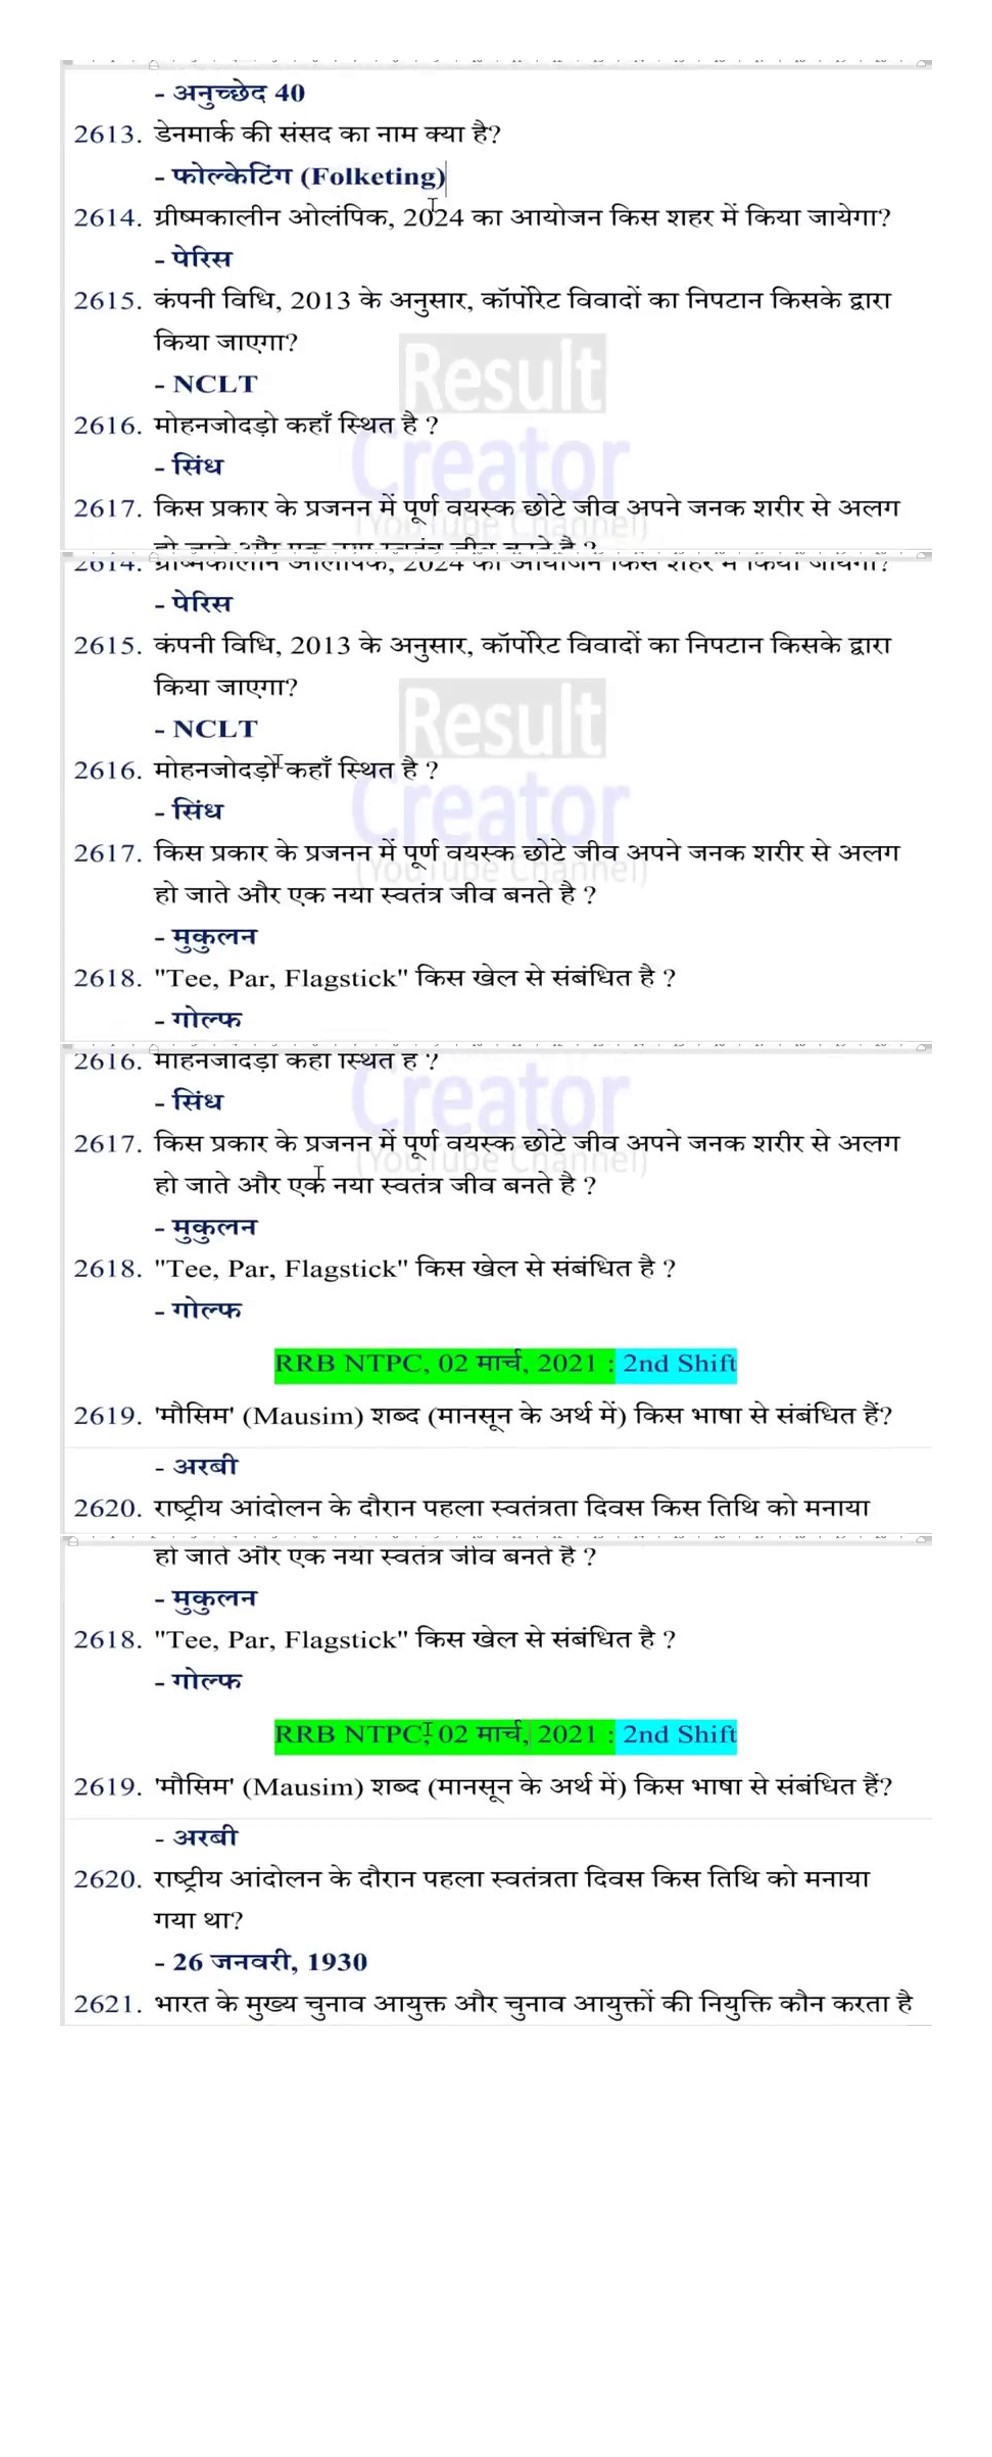 - अनुच्छेद 40
2613. डेनमार्क की संसद का नाम क्या है?
- फोल्केटिंग (Folketing)
2614. ग्रीष्मकालीन ओलंपिक, 2024 का आयोजन किस शहर में किया जायेगा?
- पेरिस
2615. कंपनी विधि, 2013 के अनुसार, कॉर्पोरेट विवादों का निपटान किसके द्वारा
किया जाएगा?
- NCLT
2616. मोहनजोदड़ो कहाँ स्थित है ?
- सिंध
2617. किस प्रकार के प्रजनन में पूर्ण वयस्क छोटे जीव अपने जनक शरीर से अलग
हो जाते और एक नया स्वतंत्र जीव बनते है ?
Result
Creator
(YouTube Channel)
2614. ग्रीष्मकालीन ओलंपिक, 2024 का आयोजन किस शहर में किया जायेगा?
- पेरिस
2615. कंपनी विधि, 2013 के अनुसार, कॉर्पोरेट विवादों का निपटान किसके द्वारा
किया जाएगा?
- NCLT
2616. मोहनजोदड़ो कहाँ स्थित है ?
- सिंध
2617. किस प्रकार के प्रजनन में पूर्ण वयस्क छोटे जीव अपने जनक शरीर से अलग
हो जाते और एक नया स्वतंत्र जीव बनते है ?
- मुकुलन
2618. "Tee, Par, Flagstick" किस खेल से संबंधित है ?
- गोल्फ
Result
Creator
(YouTube Channel)
2616. मोहनजोदड़ो कहाँ स्थित है ?
- सिंध
2617. किस प्रकार के प्रजनन में पूर्ण वयस्क छोटे जीव अपने जनक शरीर से अलग
हो जाते और एक नया स्वतंत्र जीव बनते है ?
- मुकुलन
2618. "Tee, Par, Flagstick" किस खेल से संबंधित है ?
- गोल्फ
Creator
(YouTube Channel)
RRB NTPC, 02 मार्च, 2021 : 2nd Shift
2619. 'मौसिम' (Mausim) शब्द (मानसून के अर्थ में) किस भाषा से संबंधित हैं?
- अरबी
2620. राष्ट्रीय आंदोलन के दौरान पहला स्वतंत्रता दिवस किस तिथि को मनाया
हो जाते और एक नया स्वतंत्र जीव बनते है ?
- मुकुलन
2618. "Tee, Par, Flagstick" किस खेल से संबंधित है ?
- गोल्फ
RRB NTPC, 02 मार्च, 2021 : 2nd Shift
2619. 'मौसिम' (Mausim) शब्द (मानसून के अर्थ में) किस भाषा से संबंधित हैं?
- अरबी
2620. राष्ट्रीय आंदोलन के दौरान पहला स्वतंत्रता दिवस किस तिथि को मनाया
गया था?
- 26 जनवरी, 1930
2621. भारत के मुख्य चुनाव आयुक्त और चुनाव आयुक्तों की नियुक्ति कौन करता है